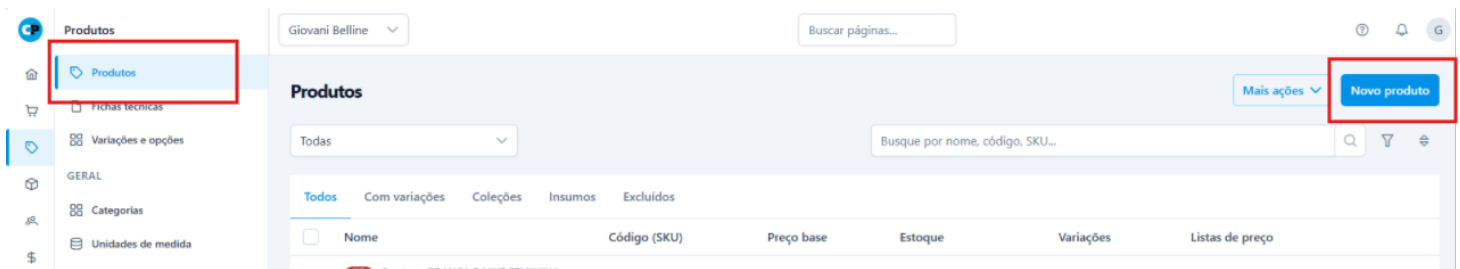 CP
Produtos
Giovani Belline
Buscar páginas...
G
Produtos
Fichas técnicas
Variações e opções
GERAL
Categorias
Unidades de medida
Produtos
Mais ações
Novo produto
Todas
Busque por nome, código, SKU...
Todos Com variações Coleções Insumos Excluídos
Nome Código (SKU) Preço base Estoque Variações Listas de preço